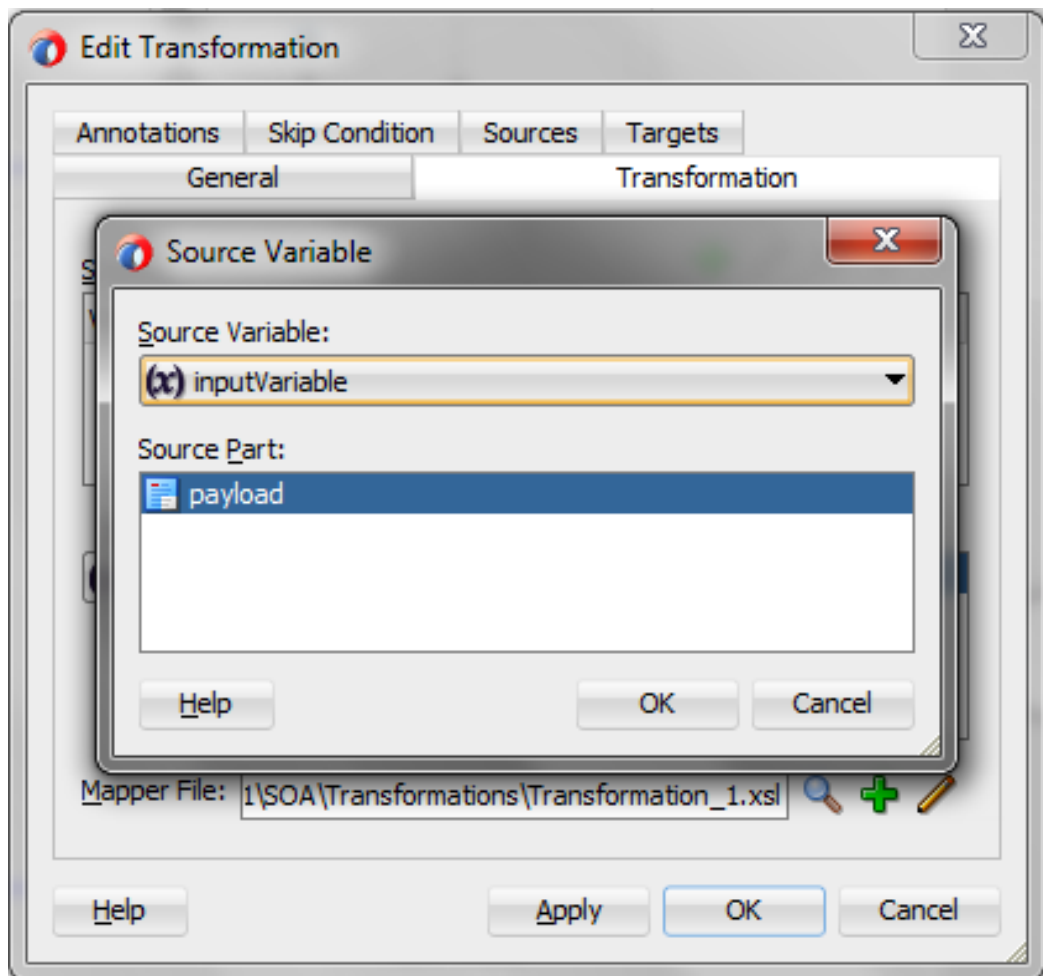 Edit Transformation
Annotations Skip Condition Sources Targets
General Transformation
Source Variable
Source Variable:
(x) inputVariable
Source Part:
payload
Help OK Cancel
Mapper File: 1\SOA\Transformations\Transformation_1.xsl
Help Apply OK Cancel